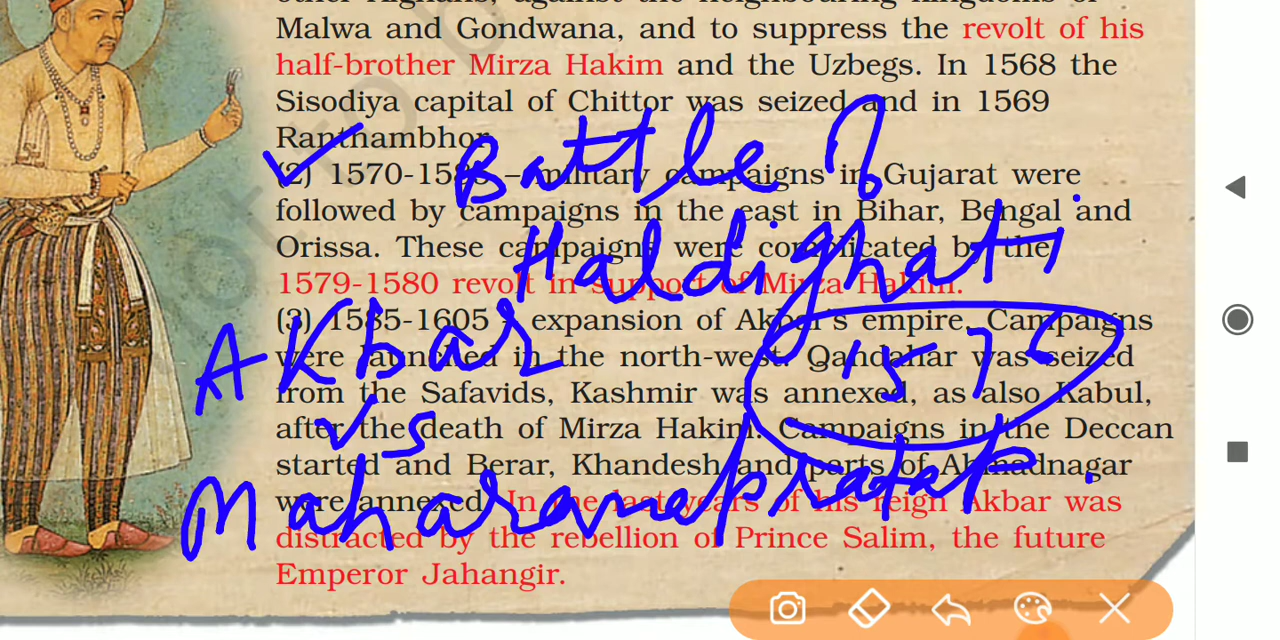 Malwa and Gondwana, and to suppress the revolt of his
half-brother Mirza Hakim and the Uzbegs. In 1568 the
Sisodiya capital of Chittor was seized and in 1569
Ranthambhor
(2) 1570-1585 – military campaigns in Gujarat were
followed by campaigns in the east in Bihar, Bengal and
Orissa. These campaigns were complicated by the
1579-1580 revolt in support of Mirza Hakim.
(3) 1585-1605 – expansion of Akbar's empire. Campaigns
were launched in the north-west. Qandahar was seized
from the Safavids, Kashmir was annexed, as also Kabul,
after the death of Mirza Hakim. Campaigns in the Deccan
started and Berar, Khandesh and parts of Ahmadnagar
were annexed. In the last years of his reign Akbar was
distracted by the rebellion of Prince Salim, the future
Emperor Jahangir.
Battle of
Haldighati
1576
AKbar
Vs
Maharana pratap